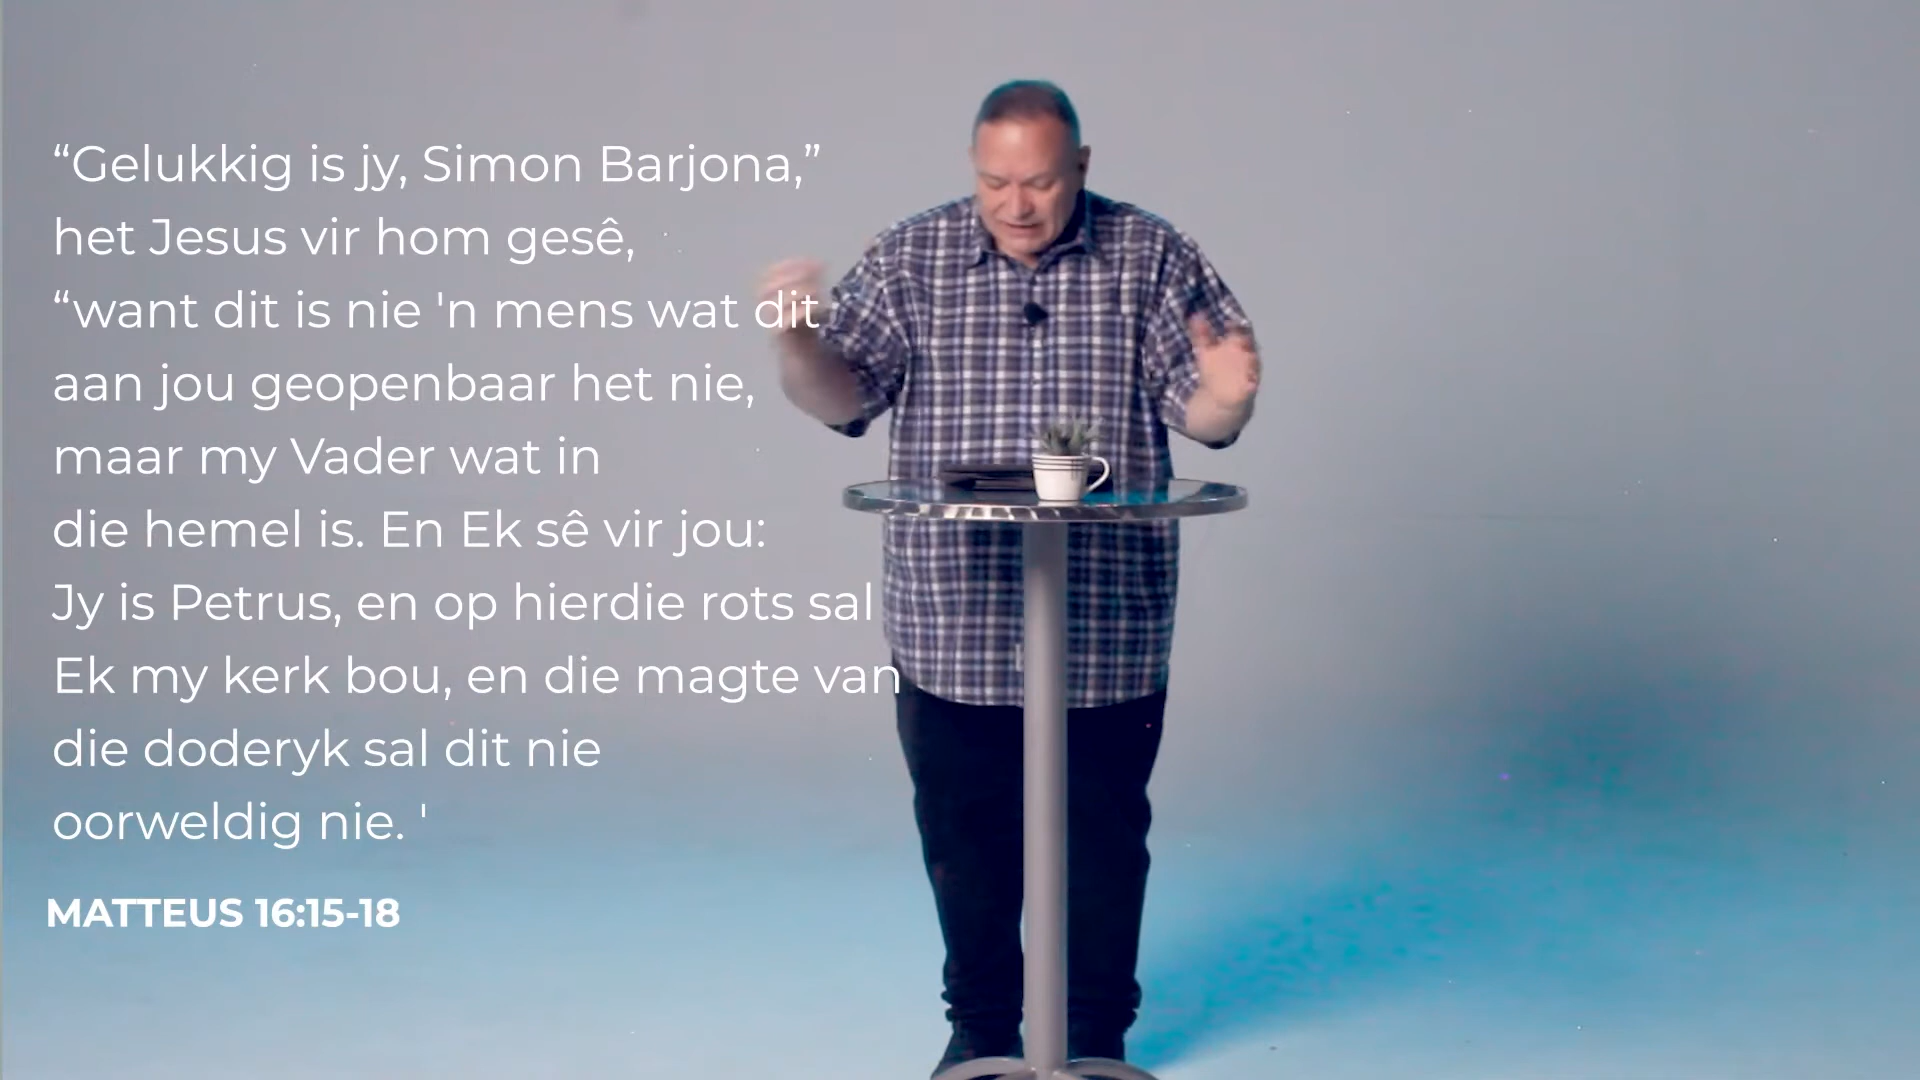 “Gelukkig is jy, Simon Barjona,”
het Jesus vir hom gesê,
“want dit is nie 'n mens wat dit
aan jou geopenbaar het nie,
maar my Vader wat in
die hemel is. En Ek sê vir jou:
Jy is Petrus, en op hierdie rots sal
Ek my kerk bou, en die magte van
die doderyk sal dit nie
oorweldig nie. '
MATTEUS 16:15-18